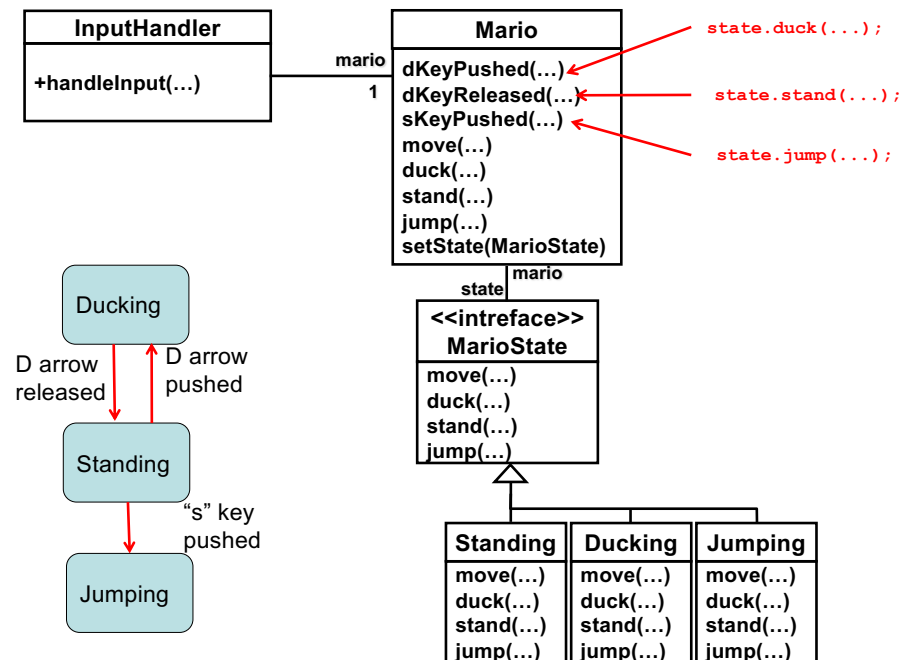 InputHandler
+handleInput(…)
mario
1
Mario
dKeyPushed(…)
dKeyReleased(…)
sKeyPushed(…)
move(…)
duck(…)
stand(…)
jump(…)
setState(MarioState)
state.duck(...);
state.stand(...);
state.jump(...);
mario
state
<<intreface>>
MarioState
move(…)
duck(…)
stand(…)
jump(…)
Ducking
D arrow
released
D arrow
pushed
Standing
“s” key
pushed
Jumping
Standing
move(…)
duck(…)
stand(…)
jump(…)
Ducking
move(…)
duck(…)
stand(…)
jump(…)
Jumping
move(…)
duck(…)
stand(…)
jump(…)